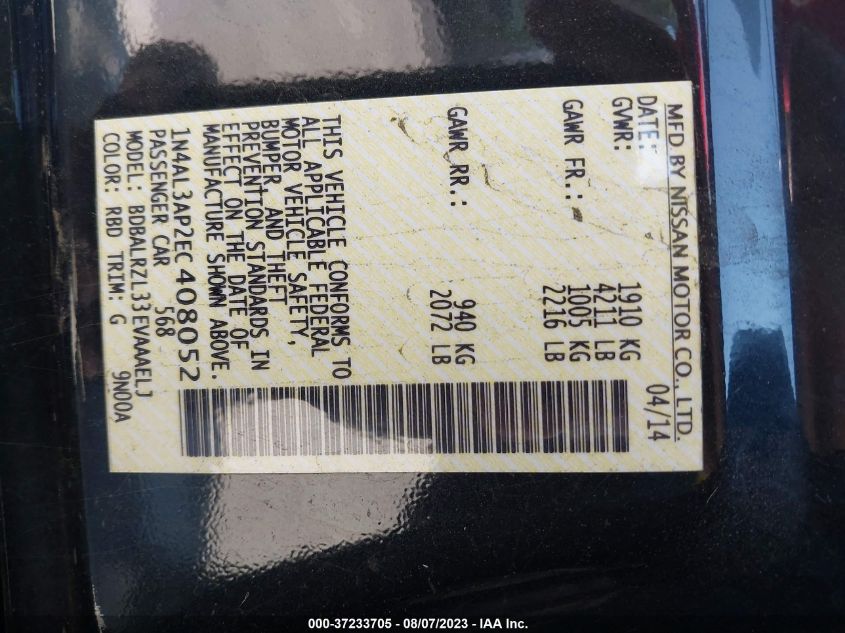 MFD BY NISSAN MOTOR CO., LTD.
DATE: 04/14
GVWR: 1910 KG
4211 LB
GAWR FR.: 1005 KG
2216 LB
GAWR RR.: 940 KG
2072 LB
THIS VEHICLE CONFORMS TO
ALL APPLICABLE FEDERAL
MOTOR VEHICLE SAFETY,
BUMPER, AND THEFT
PREVENTION STANDARDS IN
EFFECT ON THE DATE OF
MANUFACTURE SHOWN ABOVE.
1N4AL3AP2EC408052
PASSENGER CAR 568
MODEL: BDBALRZL33EVAAAELJ
COLOR: RBD TRIM: G 9N00A
000-37233705 - 08/07/2023 - IAA Inc.